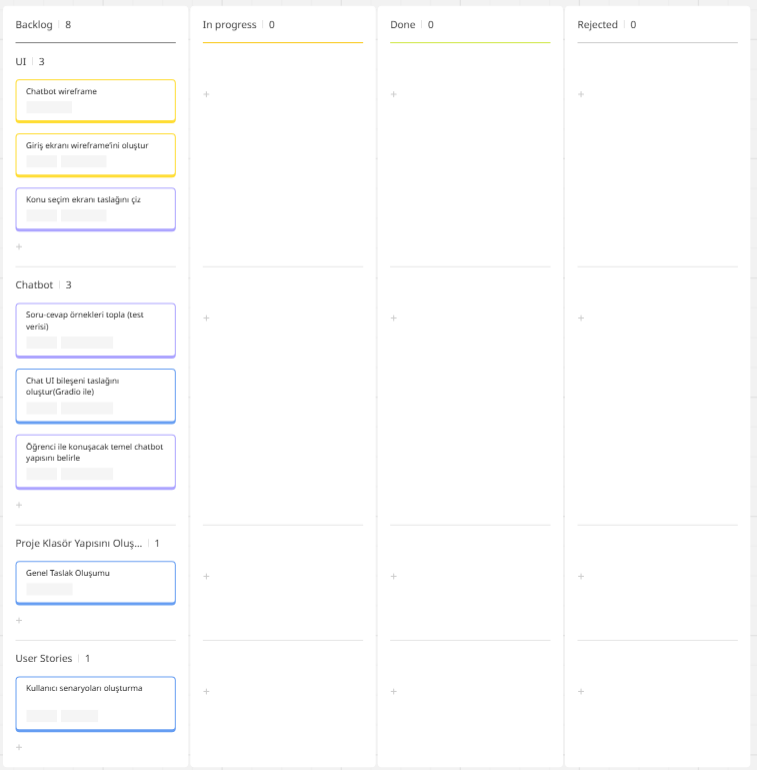 Backlog 8
In progress 0
Done 0
Rejected 0
UI 3
Chatbot wireframe
Giriş ekranı wireframe'ini oluştur
Konu seçim ekranı taslağını çiz
+
+
+
+
Chatbot 3
Soru-cevap örnekleri topla (test
verisi)
Chat UI bileşeni taslağını
oluştur(Gradio ile)
Öğrenci ile konuşacak temel chatbot
yapısını belirle
+
+
+
+
Proje Klasör Yapısını Oluş... 1
Genel Taslak Oluşumu
+
+
+
+
User Stories 1
Kullanıcı senaryoları oluşturma
+
+
+
+